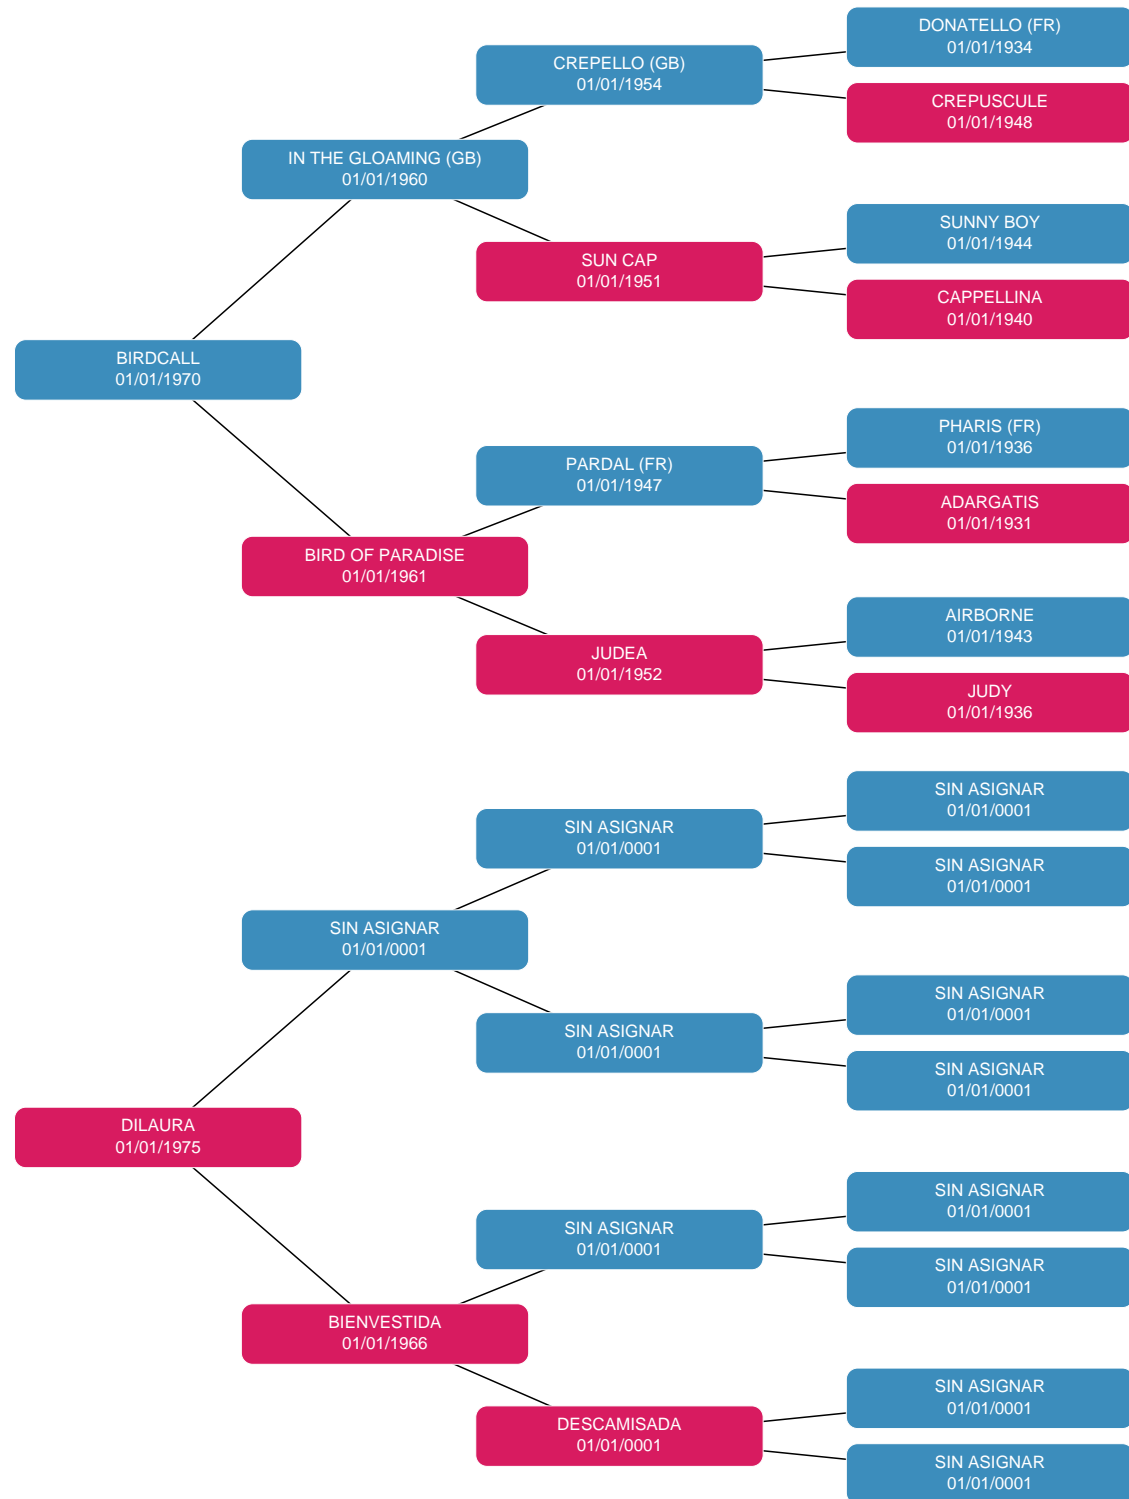 DONATELLO (FR)
01/01/1934
CREPELLO (GB)
01/01/1954
CREPUSCULE
01/01/1948
IN THE GLOAMING (GB)
01/01/1960
SUNNY BOY
01/01/1944
SUN CAP
01/01/1951
CAPPELLINA
01/01/1940
BIRDCALL
01/01/1970
PHARIS (FR)
01/01/1936
PARDAL (FR)
01/01/1947
ADARGATIS
01/01/1931
BIRD OF PARADISE
01/01/1961
AIRBORNE
01/01/1943
JUDEA
01/01/1952
JUDY
01/01/1936
SIN ASIGNAR
01/01/0001
SIN ASIGNAR
01/01/0001
SIN ASIGNAR
01/01/0001
SIN ASIGNAR
01/01/0001
SIN ASIGNAR
01/01/0001
SIN ASIGNAR
01/01/0001
SIN ASIGNAR
01/01/0001
DILAURA
01/01/1975
SIN ASIGNAR
01/01/0001
SIN ASIGNAR
01/01/0001
SIN ASIGNAR
01/01/0001
BIENVESTIDA
01/01/1966
SIN ASIGNAR
01/01/0001
DESCAMISADA
01/01/0001
SIN ASIGNAR
01/01/0001